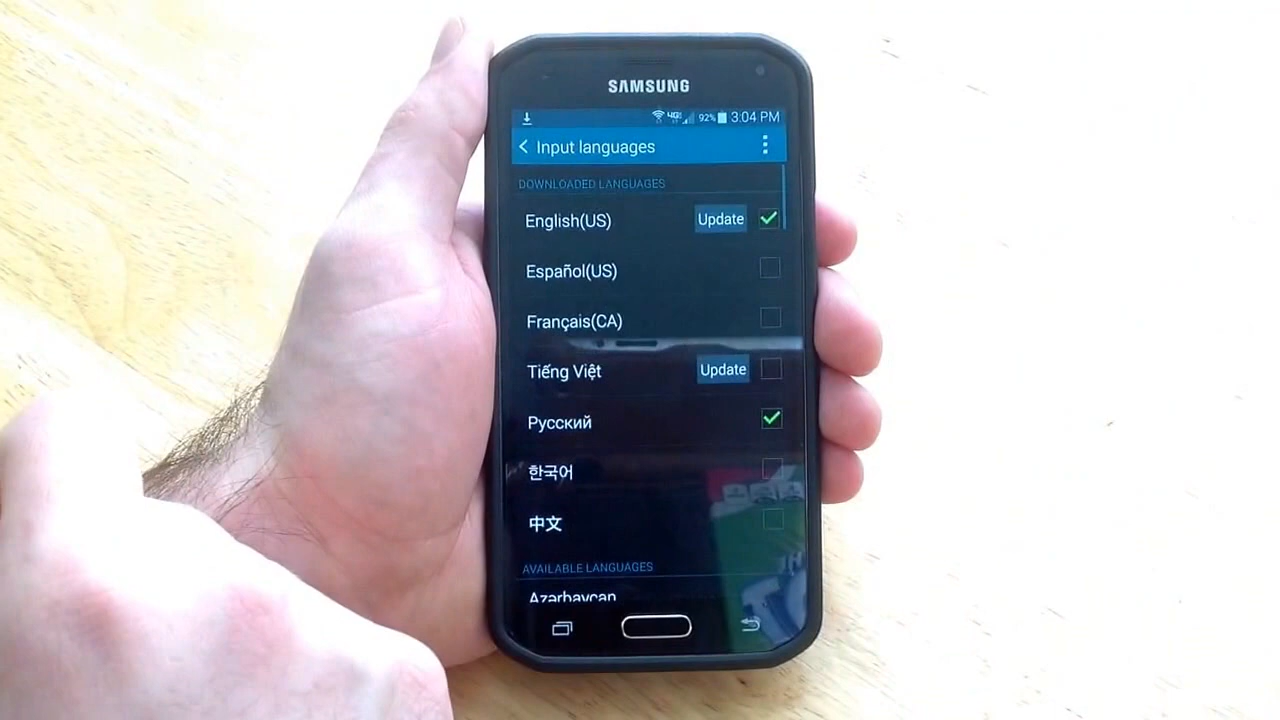 SAMSUNG
4G 92% 3:04 PM
Input languages
DOWNLOADED LANGUAGES
English(US) Update
Español(US)
Français(CA)
Tiếng Việt Update
Русский
한국어
中文
AVAILABLE LANGUAGES
Azərbaycan